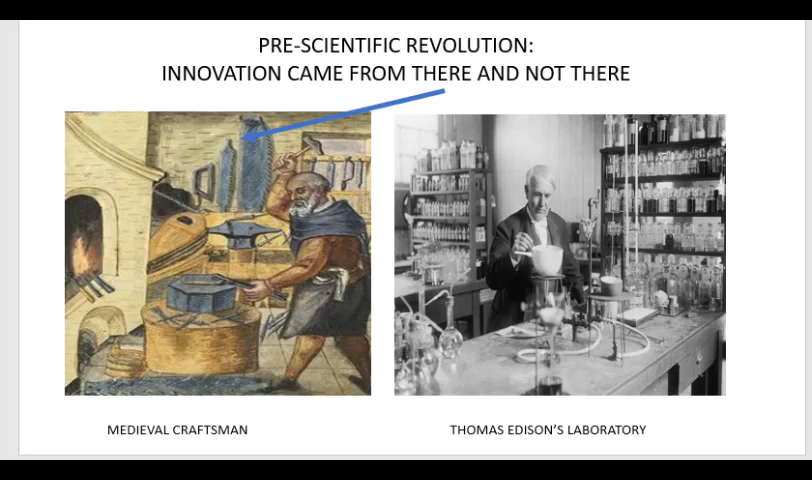 PRE-SCIENTIFIC REVOLUTION:
INNOVATION CAME FROM THERE AND NOT THERE
MEDIEVAL CRAFTSMAN
THOMAS EDISON'S LABORATORY